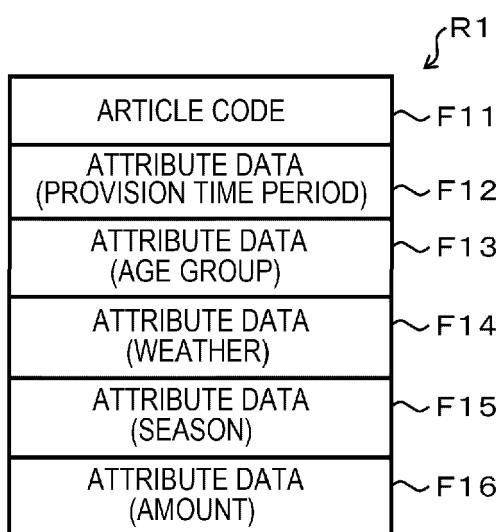 R1
ARTICLE CODE F11
ATTRIBUTE DATA
(PROVISION TIME PERIOD) F12
ATTRIBUTE DATA
(AGE GROUP) F13
ATTRIBUTE DATA
(WEATHER) F14
ATTRIBUTE DATA
(SEASON) F15
ATTRIBUTE DATA
(AMOUNT) F16